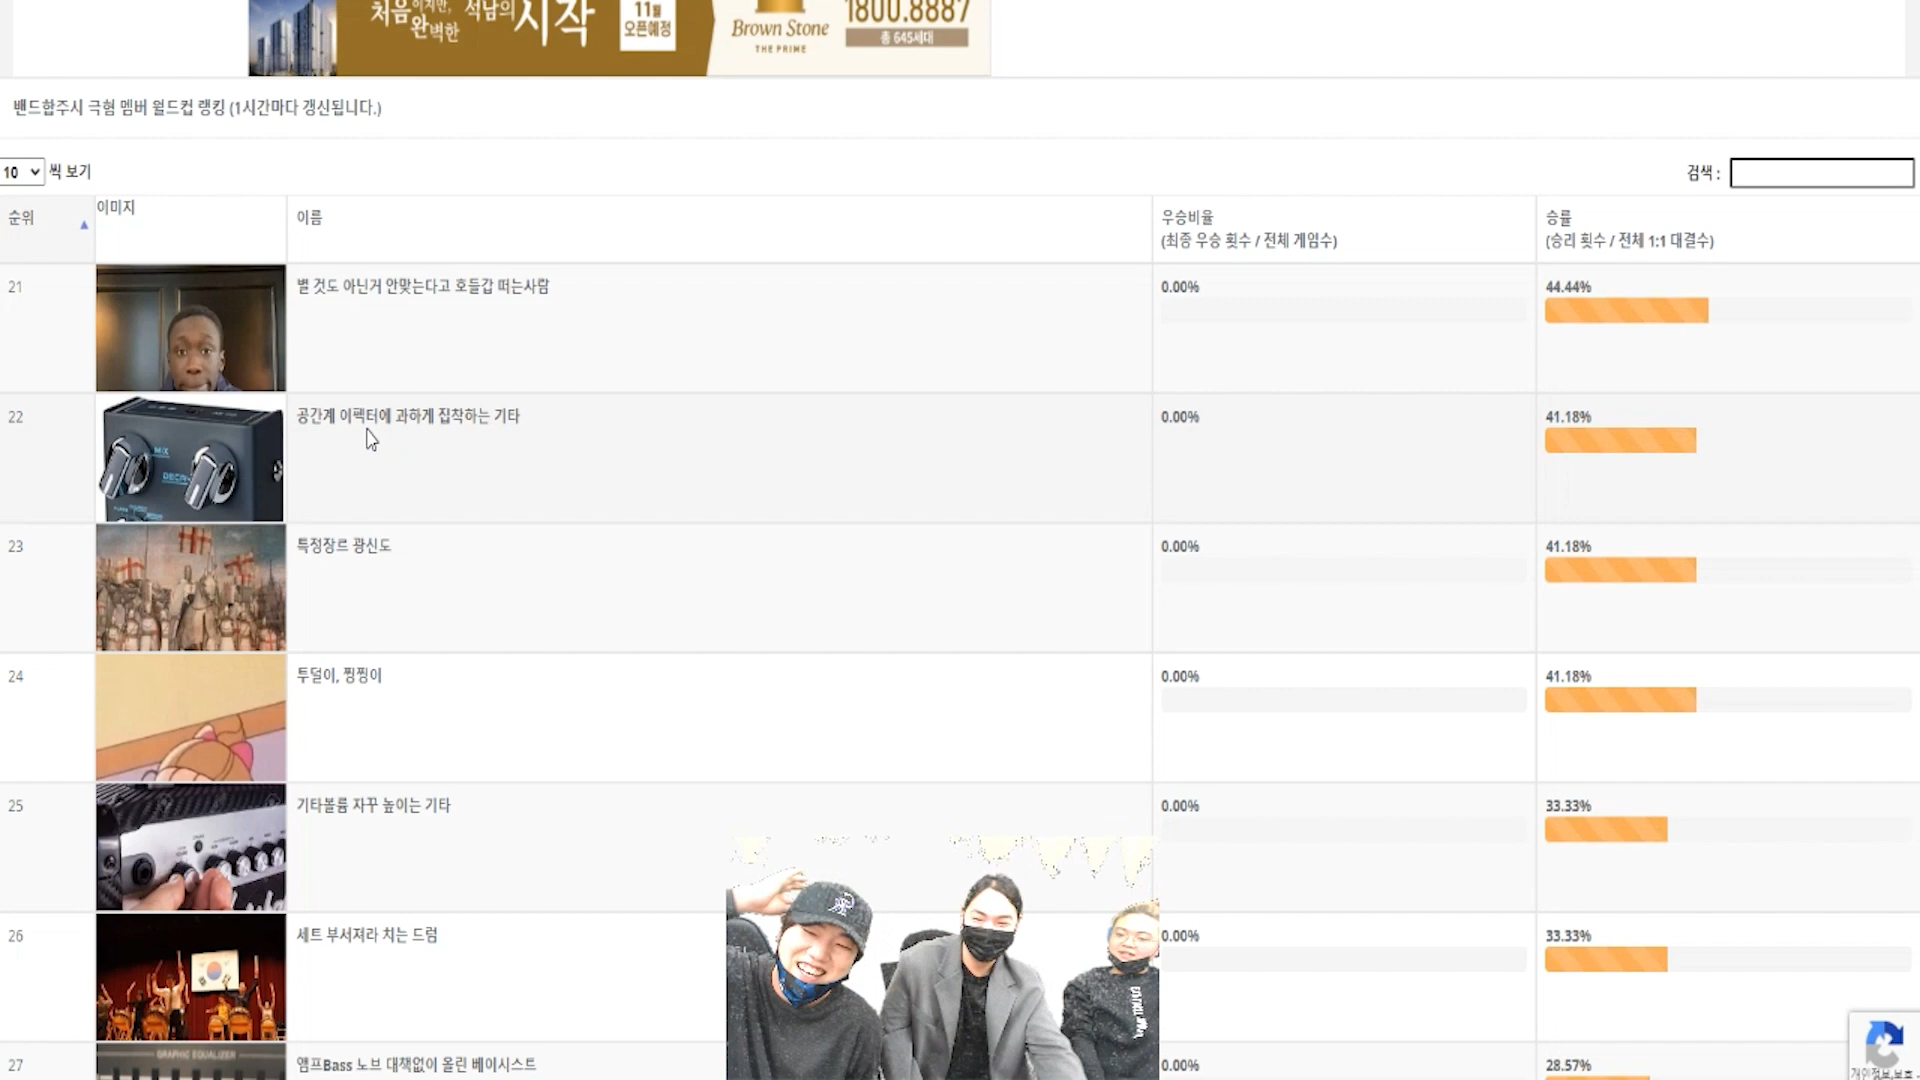 처음이지만, 석남의 시작
완벽한
11월
오픈예정
Brown Stone
THE PRIME
1800.8887
총 645세대
밴드합주시 극혐 멤버 월드컵 랭킹 (1시간마다 갱신됩니다.)
10 씩 보기
검색 :
순위 이미지 이름 우승비율 승률
(최종 우승 횟수 / 전체 게임수) (승리 횟수 / 전체 1:1 대결수)
21 별 것도 아닌거 안맞는다고 호들갑 떠는사람 0.00% 44.44%
22 공간계 이펙터에 과하게 집착하는 기타 0.00% 41.18%
MIX
DECAY
23 특정장르 광신도 0.00% 41.18%
24 투덜이, 찡찡이 0.00% 41.18%
25 기타볼륨 자꾸 높이는 기타 0.00% 33.33%
26 세트 부서져라 치는 드럼 0.00% 33.33%
27 앰프Bass 노브 대책없이 올린 베이시스트 0.00% 28.57%
GRAPHIC EQUALIZER
개인정보 보호 -